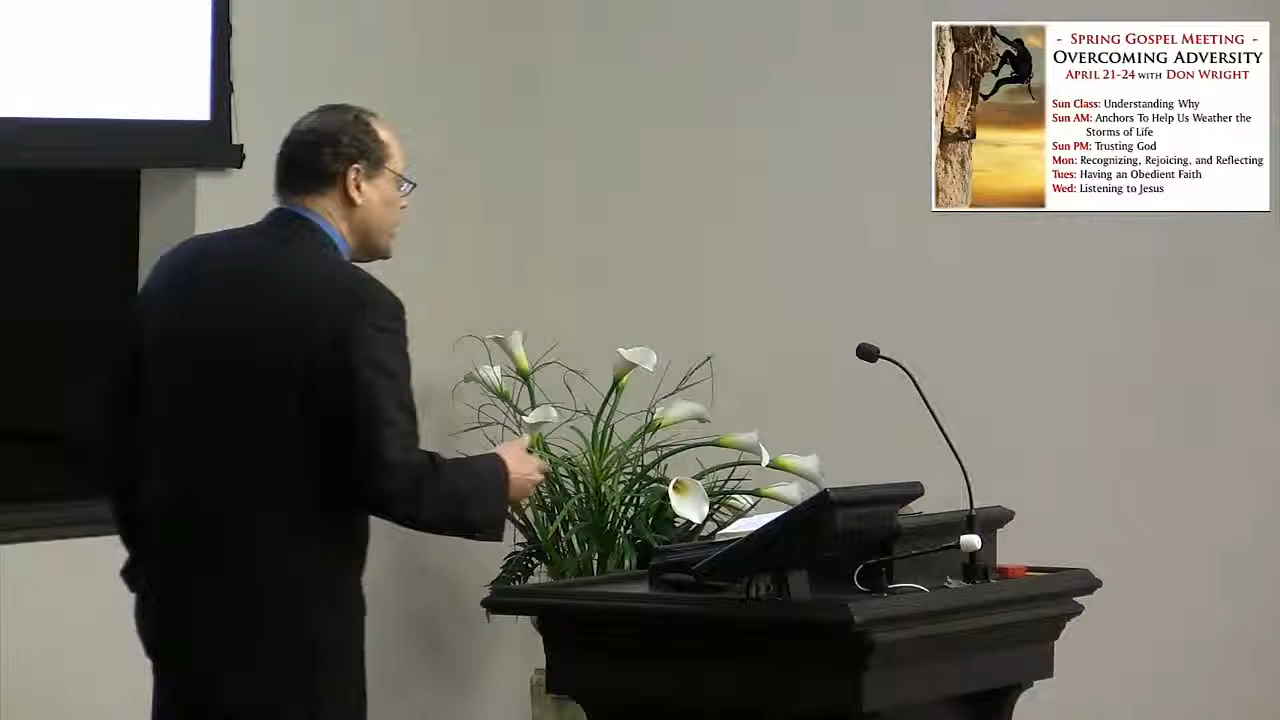 - Spring Gospel Meeting -
Overcoming Adversity
April 21-24 with Don Wright
Sun Class: Understanding Why
Sun AM: Anchors To Help Us Weather the
Storms of Life
Sun PM: Trusting God
Mon: Recognizing, Rejoicing, and Reflecting
Tues: Having an Obedient Faith
Wed: Listening to Jesus